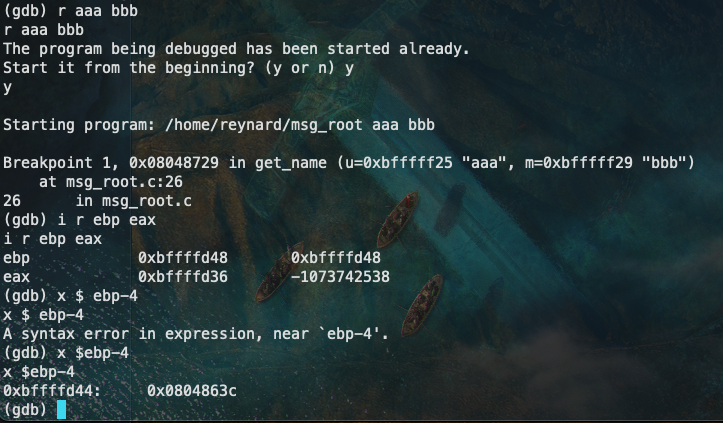 (gdb) r aaa bbb
r aaa bbb
The program being debugged has been started already.
Start it from the beginning? (y or n) y
y
Starting program: /home/reynard/msg_root aaa bbb
Breakpoint 1, 0x08048729 in get_name (u=0xbfffff25 "aaa", m=0xbfffff29 "bbb")
    at msg_root.c:26
26      in msg_root.c
(gdb) i r ebp eax
i r ebp eax
ebp            0xbffffd48       0xbffffd48
eax            0xbffffd36       -1073742538
(gdb) x $ ebp-4
x $ ebp-4
A syntax error in expression, near `ebp-4'.
(gdb) x $ebp-4
x $ebp-4
0xbffffd44:     0x0804863c
(gdb)